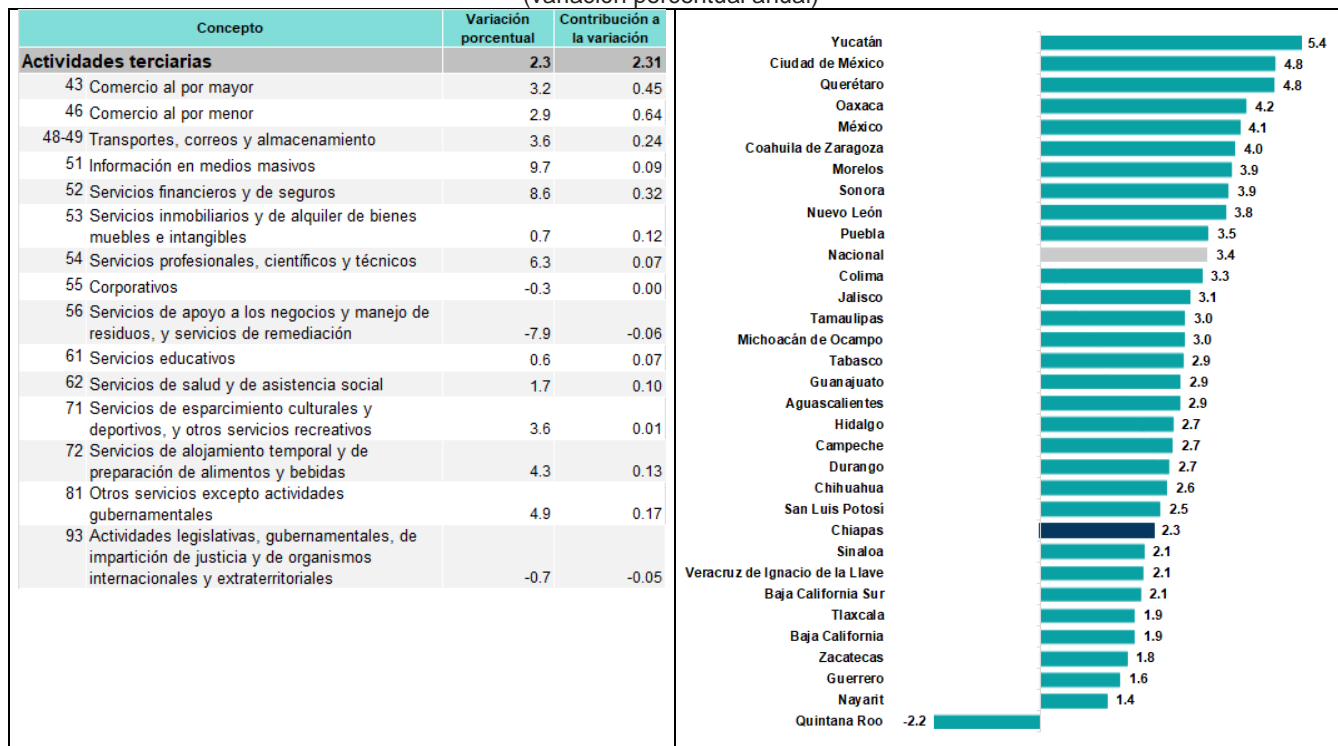 (variación porcentual anual)
Concepto Variación porcentual Contribución a la variación
Actividades terciarias 2.3 2.31
43 Comercio al por mayor 3.2 0.45
46 Comercio al por menor 2.9 0.64
48-49 Transportes, correos y almacenamiento 3.6 0.24
51 Información en medios masivos 9.7 0.09
52 Servicios financieros y de seguros 8.6 0.32
53 Servicios inmobiliarios y de alquiler de bienes
muebles e intangibles 0.7 0.12
54 Servicios profesionales, científicos y técnicos 6.3 0.07
55 Corporativos -0.3 0.00
56 Servicios de apoyo a los negocios y manejo de
residuos, y servicios de remediación -7.9 -0.06
61 Servicios educativos 0.6 0.07
62 Servicios de salud y de asistencia social 1.7 0.10
71 Servicios de esparcimiento culturales y
deportivos, y otros servicios recreativos 3.6 0.01
72 Servicios de alojamiento temporal y de
preparación de alimentos y bebidas 4.3 0.13
81 Otros servicios excepto actividades
gubernamentales 4.9 0.17
93 Actividades legislativas, gubernamentales, de
impartición de justicia y de organismos
internacionales y extraterritoriales -0.7 -0.05
Yucatán 5.4
Ciudad de México 4.8
Querétaro 4.8
Oaxaca 4.2
México 4.1
Coahuila de Zaragoza 4.0
Morelos 3.9
Sonora 3.9
Nuevo León 3.8
Puebla 3.5
Nacional 3.4
Colima 3.3
Jalisco 3.1
Tamaulipas 3.0
Michoacán de Ocampo 3.0
Tabasco 2.9
Guanajuato 2.9
Aguascalientes 2.9
Hidalgo 2.7
Campeche 2.7
Durango 2.7
Chihuahua 2.6
San Luis Potosí 2.5
Chiapas 2.3
Sinaloa 2.1
Veracruz de Ignacio de la Llave 2.1
Baja California Sur 2.1
Tlaxcala 1.9
Baja California 1.9
Zacatecas 1.8
Guerrero 1.6
Nayarit 1.4
Quintana Roo -2.2